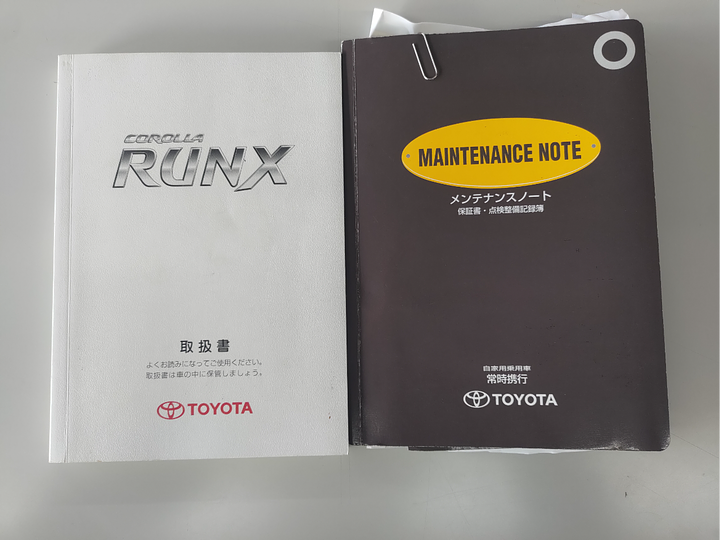 COROLLA
RUNX
取扱書
よくお読みになってご使用ください。
取扱書は車の中に保管しましょう。
TOYOTA
MAINTENANCE NOTE
メンテナンスノート
保証書・点検整備記録簿
自家用乗用車
常時携行
TOYOTA